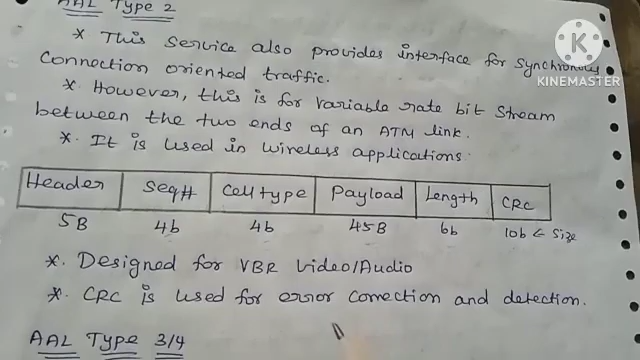 AAL Type 2
* This service also provides interface for synchronous
connection oriented traffic.
* However, this is for variable rate bit stream
between the two ends of an ATM link.
* It is used in wireless applications.
Header Seq# Cell type Payload Length CRC
5B 4b 4b 45B 6b 10b ← Size
*. Designed for VBR Video/Audio
*. CRC is used for error correction and detection.
AAL Type 3/4
KINEMASTER